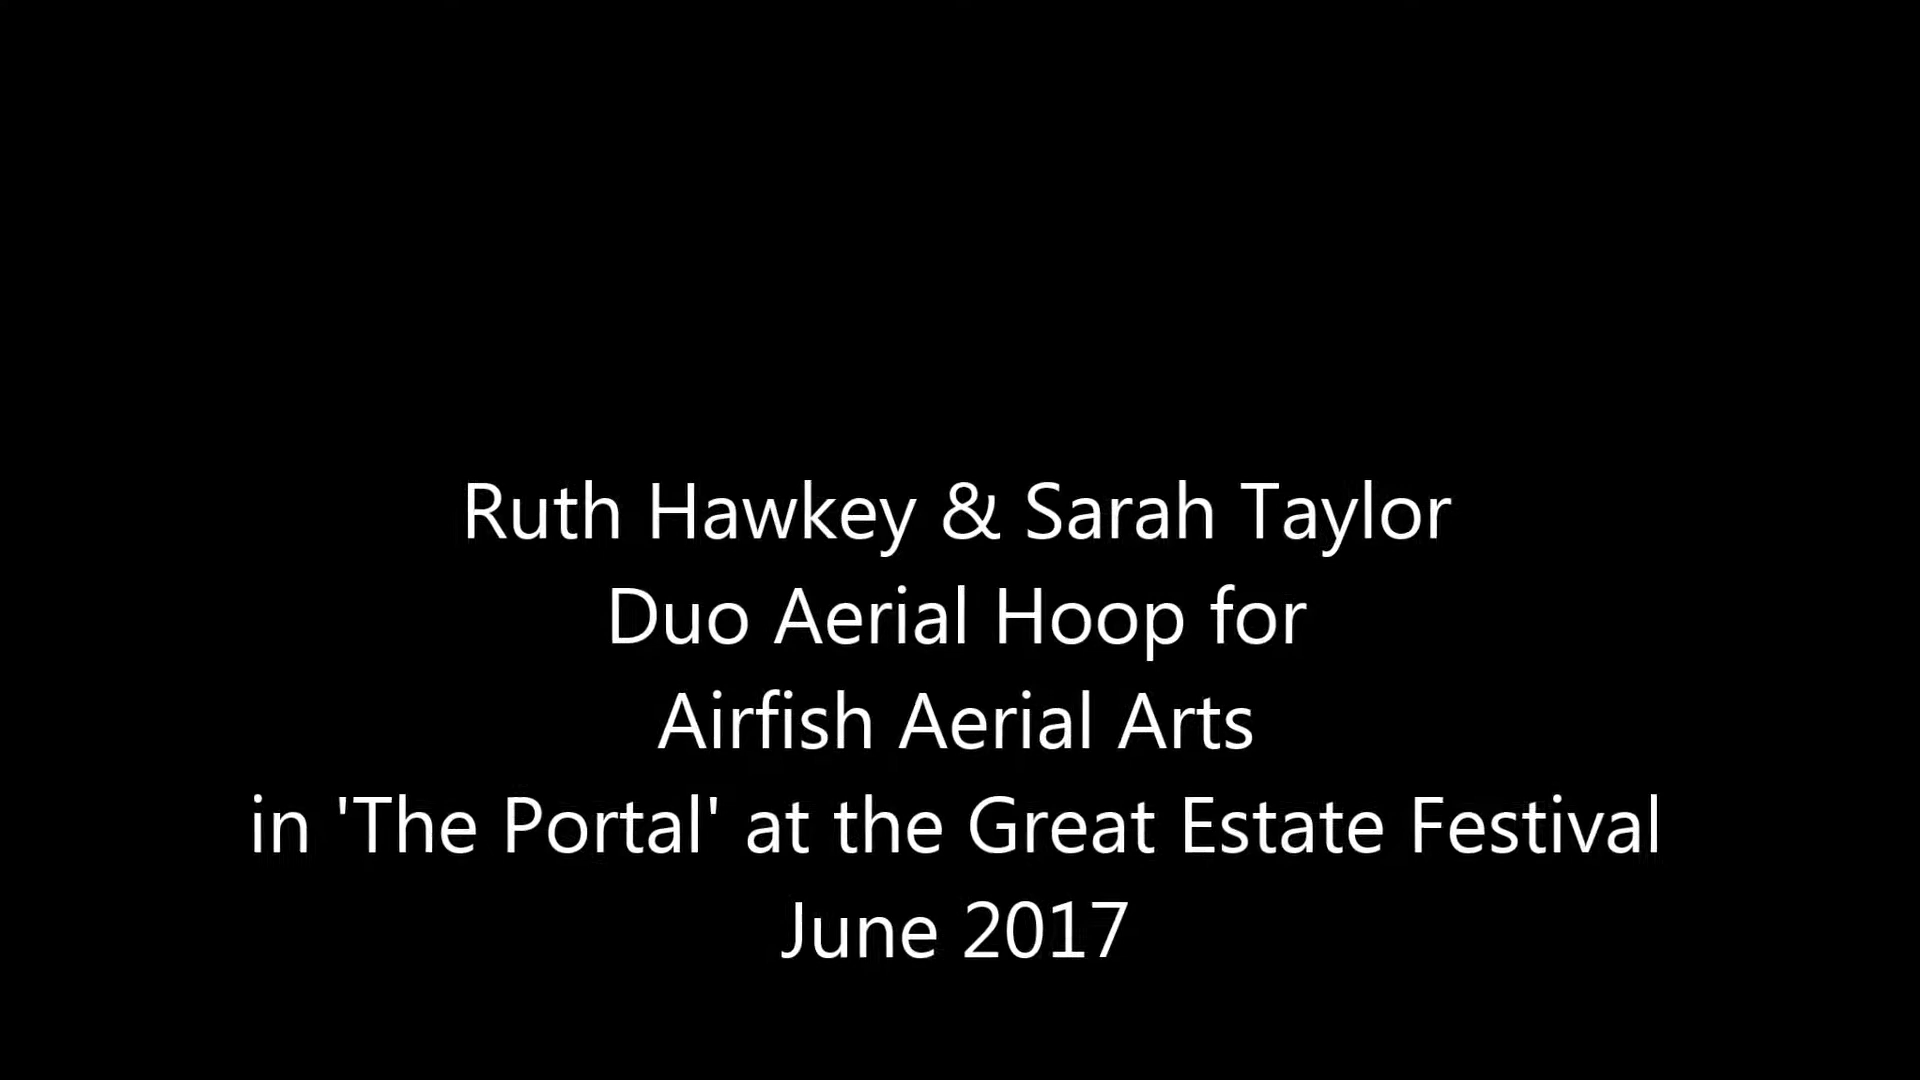 Ruth Hawkey & Sarah Taylor
Duo Aerial Hoop for
Airfish Aerial Arts
in 'The Portal' at the Great Estate Festival
June 2017